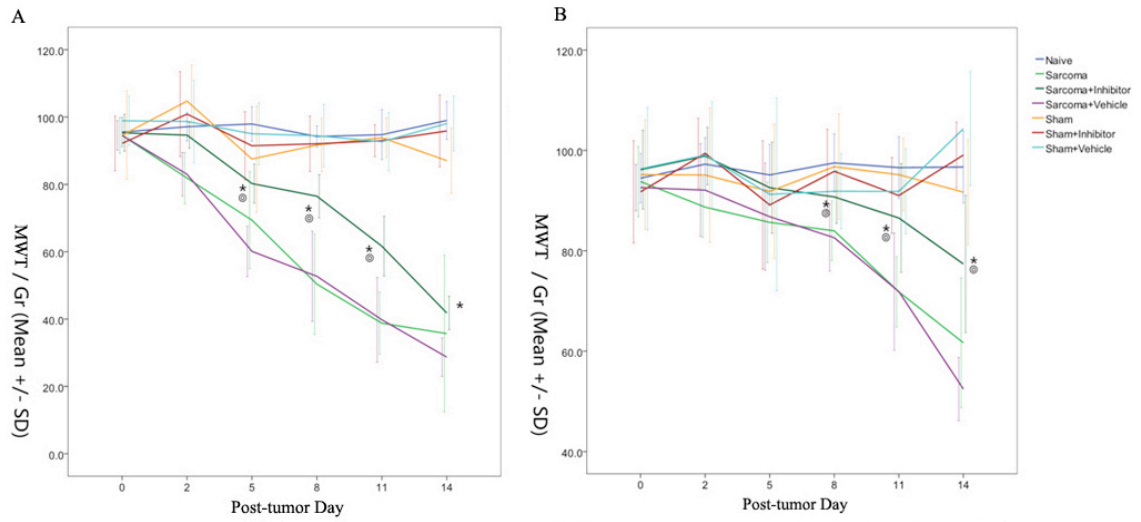 A
B
MWT / Gr (Mean +/- SD)
120.0
100.0
80.0
60.0
40.0
20.0
0.0
*
◎
*
◎
*
◎
*
0
2
5
8
11
14
Post-tumor Day
MWT / Gr (Mean +/- SD)
120.0
100.0
80.0
60.0
40.0
*
◎
*
◎
*
◎
0
2
5
8
11
14
Post-tumor Day
Naive
Sarcoma
Sarcoma+Inhibitor
Sarcoma+Vehicle
Sham
Sham+Inhibitor
Sham+Vehicle